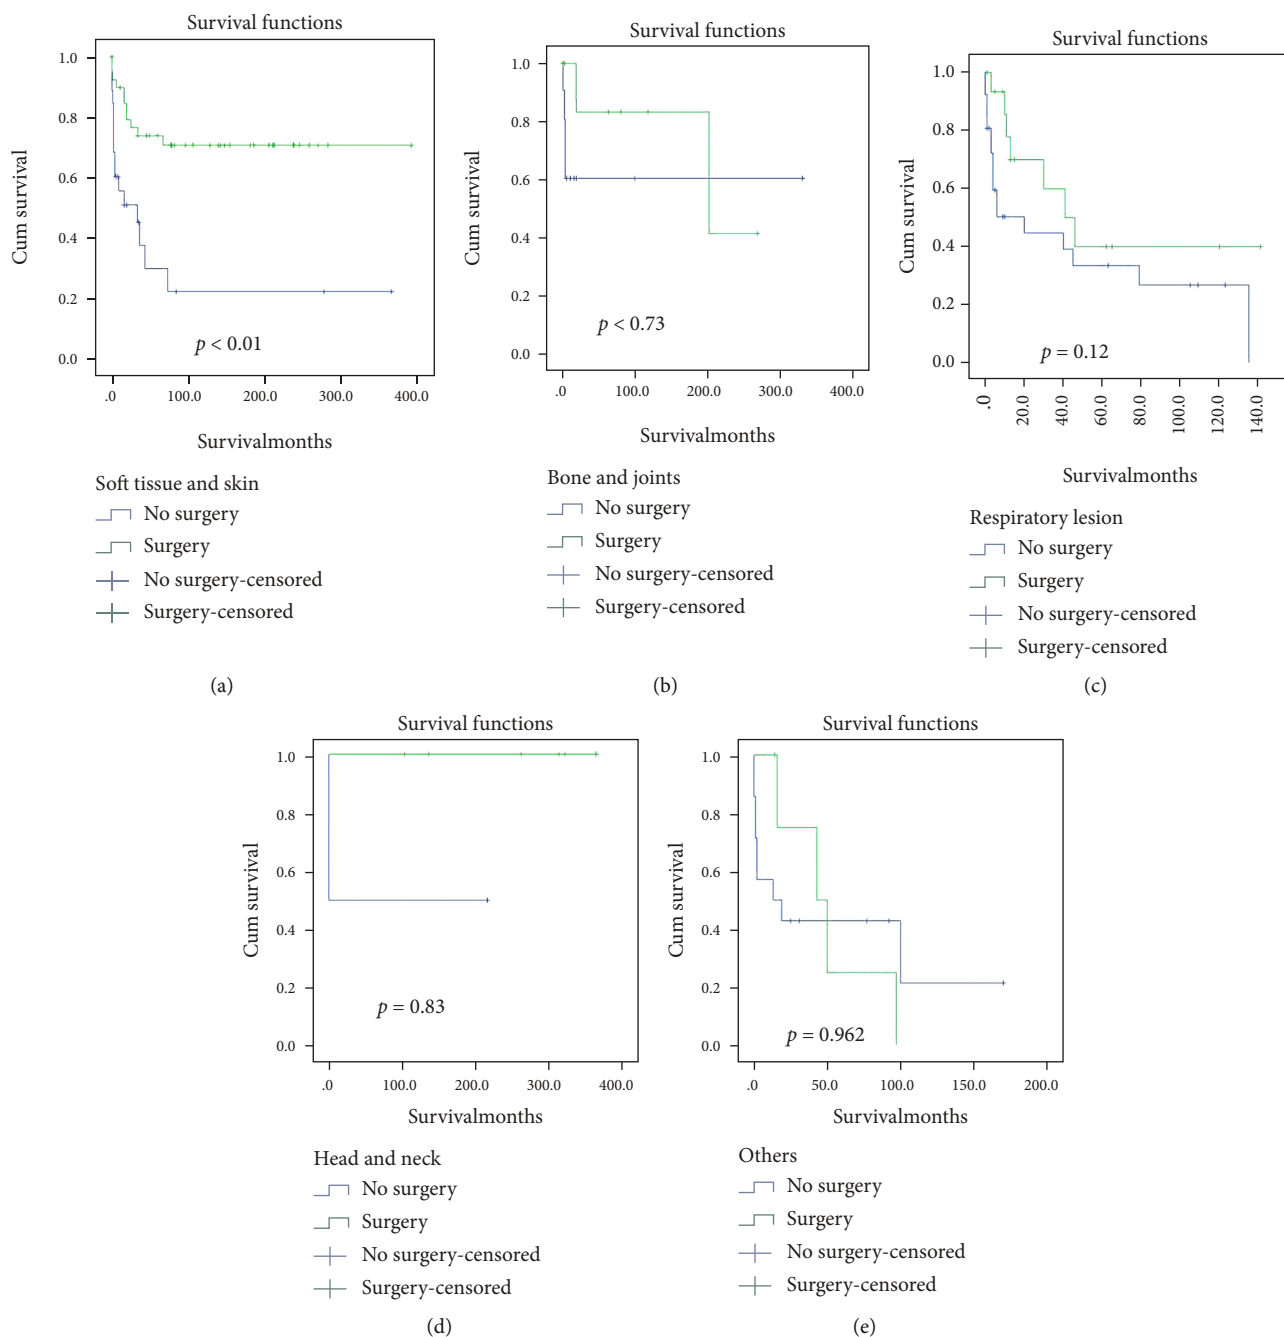 Survival functions
1.0
0.8
0.6
0.4
0.2
0.0
Cum survival
p < 0.01
.0 100.0 200.0 300.0 400.0
Survivalmonths
Soft tissue and skin
No surgery
Surgery
No surgery-censored
Surgery-censored
(a)
Survival functions
1.0
0.8
0.6
0.4
0.2
0.0
Cum survival
p < 0.73
.0 100.0 200.0 300.0 400.0
Survivalmonths
Bone and joints
No surgery
Surgery
No surgery-censored
Surgery-censored
(b)
Survival functions
1.0
0.8
0.6
0.4
0.2
0.0
Cum survival
p = 0.12
.0 20.0 40.0 60.0 80.0 100.0 120.0 140.0
Survivalmonths
Respiratory lesion
No surgery
Surgery
No surgery-censored
Surgery-censored
(c)
Survival functions
1.0
0.8
0.6
0.4
0.2
0.0
Cum survival
p = 0.83
.0 100.0 200.0 300.0 400.0
Survivalmonths
Head and neck
No surgery
Surgery
No surgery-censored
Surgery-censored
(d)
Survival functions
1.0
0.8
0.6
0.4
0.2
0.0
Cum survival
p = 0.962
.0 50.0 100.0 150.0 200.0
Survivalmonths
Others
No surgery
Surgery
No surgery-censored
Surgery-censored
(e)